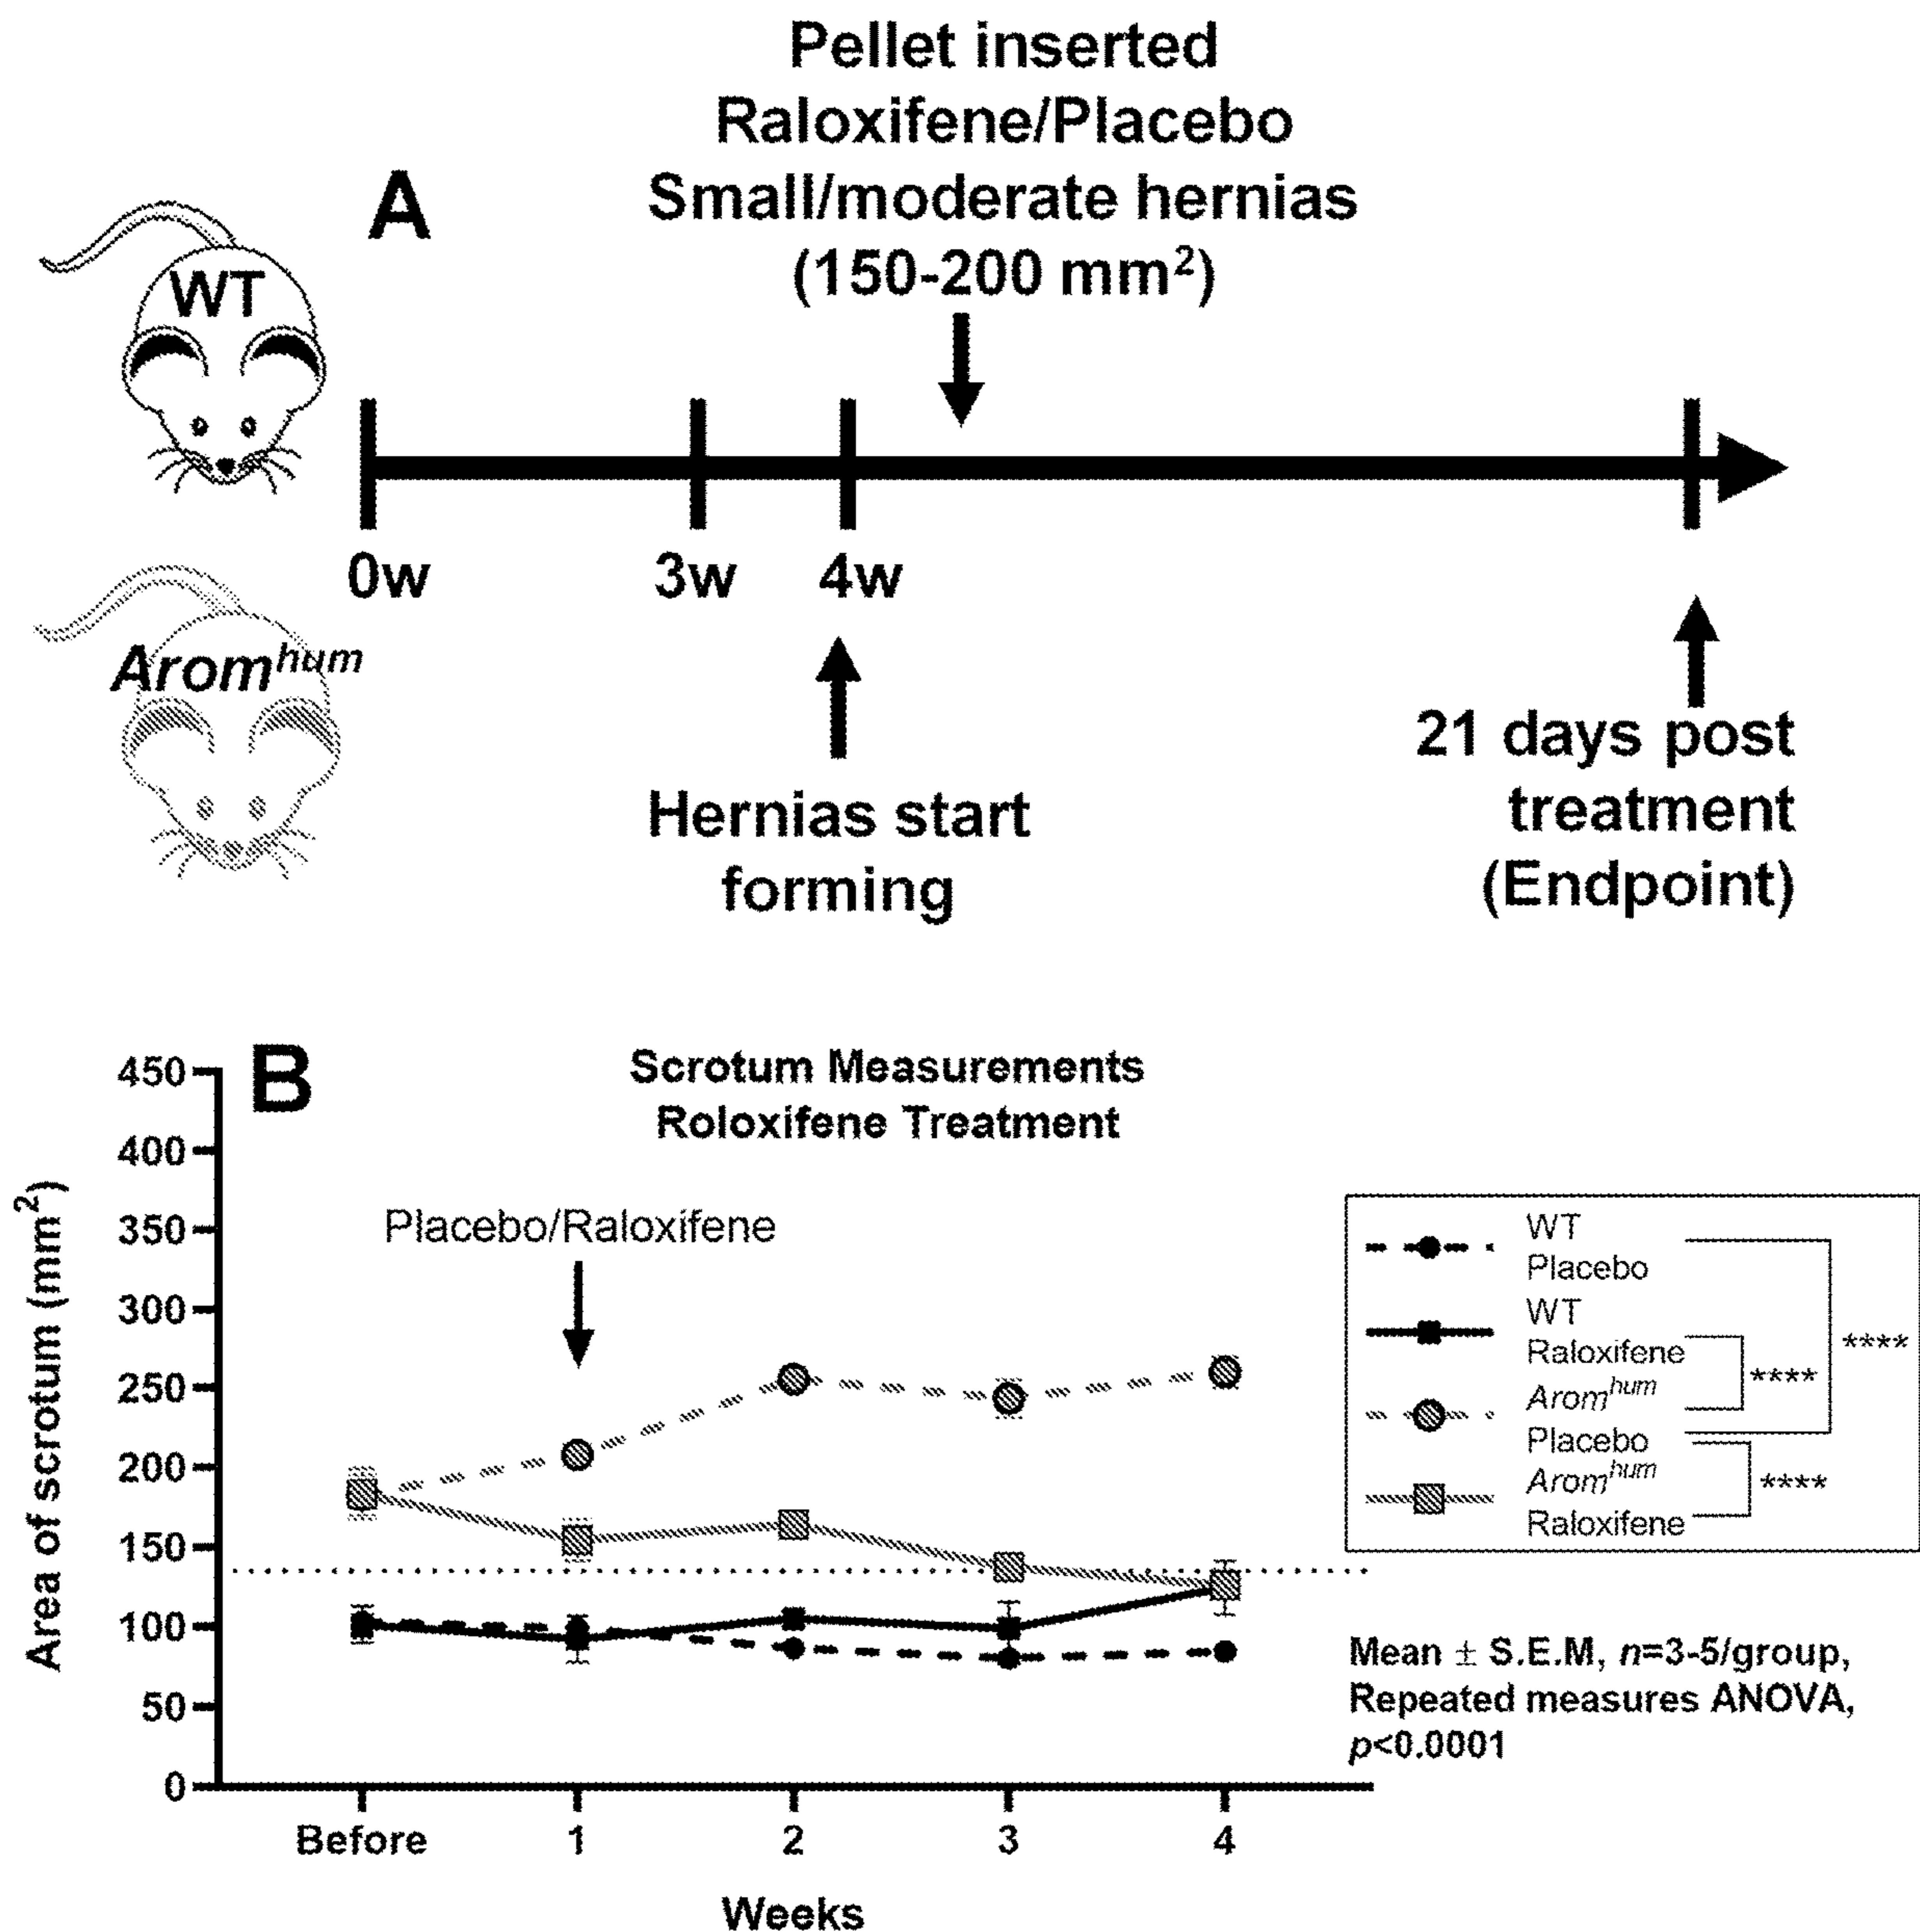 Pellet inserted
Raloxifene/Placebo
Small/moderate hernias
(150-200 mm²)
A
WT
0w
3w
4w
Arom^hum
Hernias start
forming
21 days post
treatment
(Endpoint)
B
Scrotum Measurements
Roloxifene Treatment
Area of scrotum (mm²)
450
400
350
300
250
200
150
100
50
0
Placebo/Raloxifene
WT
Placebo
WT
Raloxifene
Arom^hum
Placebo
Arom^hum
Raloxifene
****
****
****
Mean ± S.E.M, n=3-5/group,
Repeated measures ANOVA,
p<0.0001
Before
1
2
3
4
Weeks